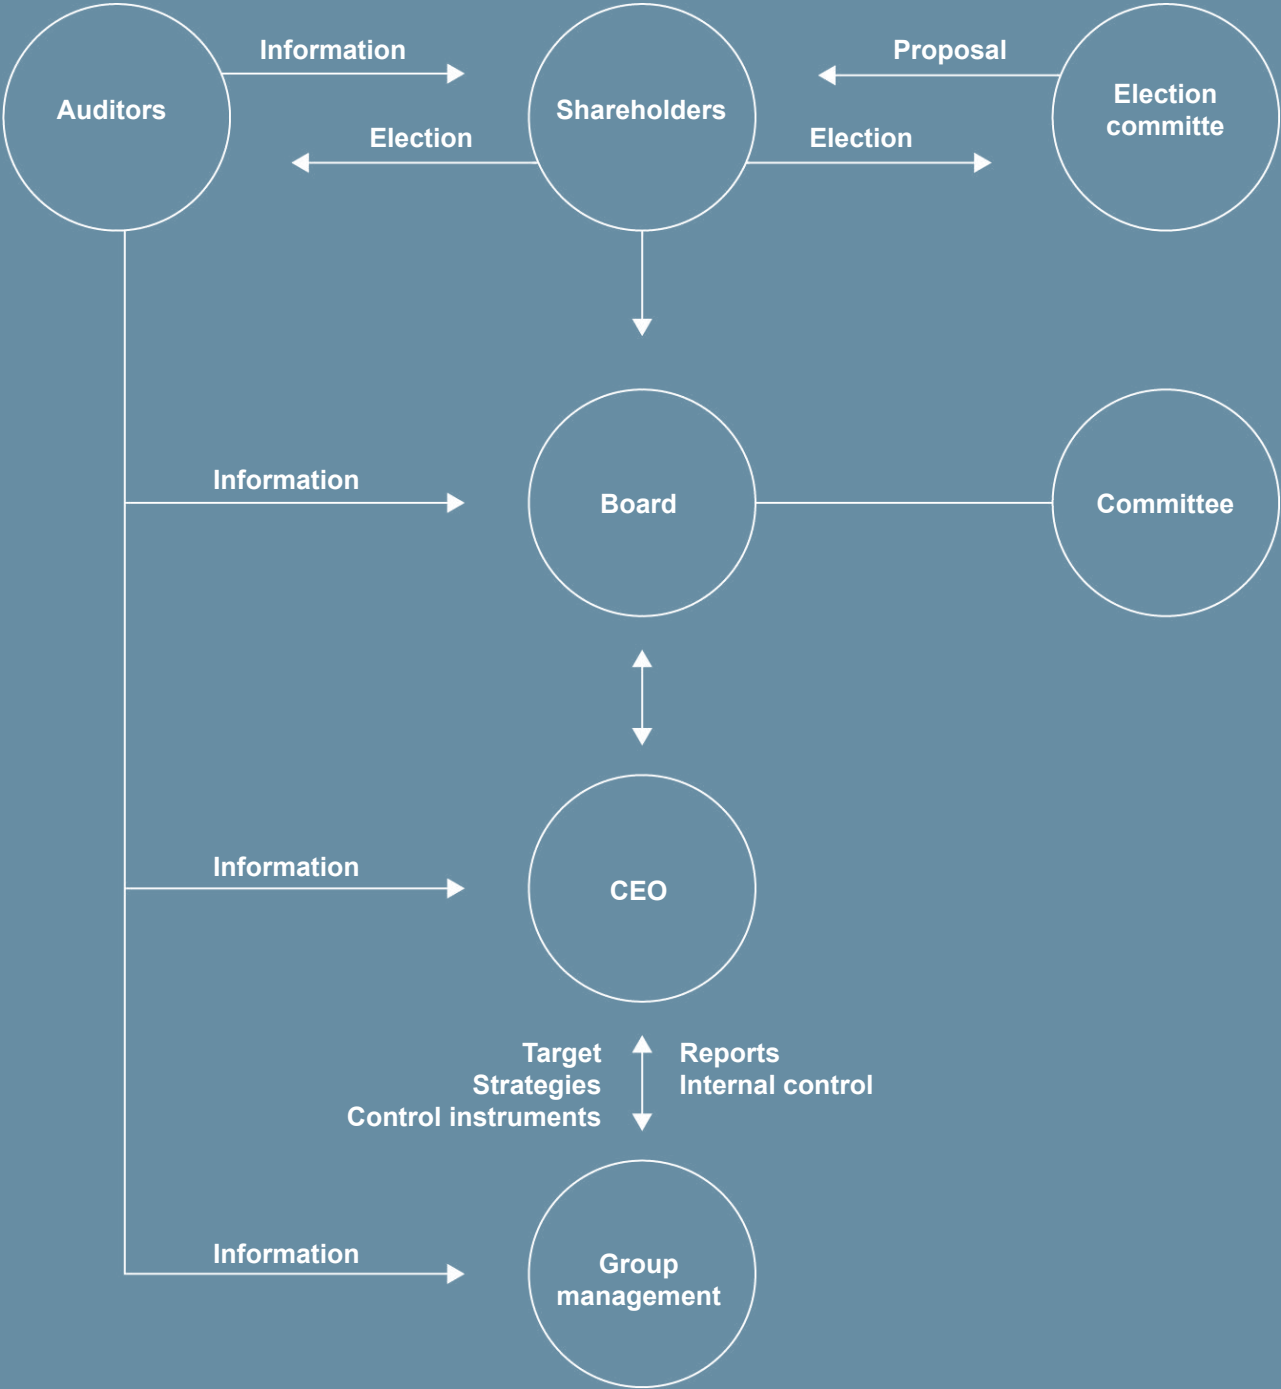 Information
Proposal
Auditors
Shareholders
Election
committe
Election
Election
Information
Board
Committee
Information
CEO
Target
Strategies
Control instruments
Reports
Internal control
Information
Group
management